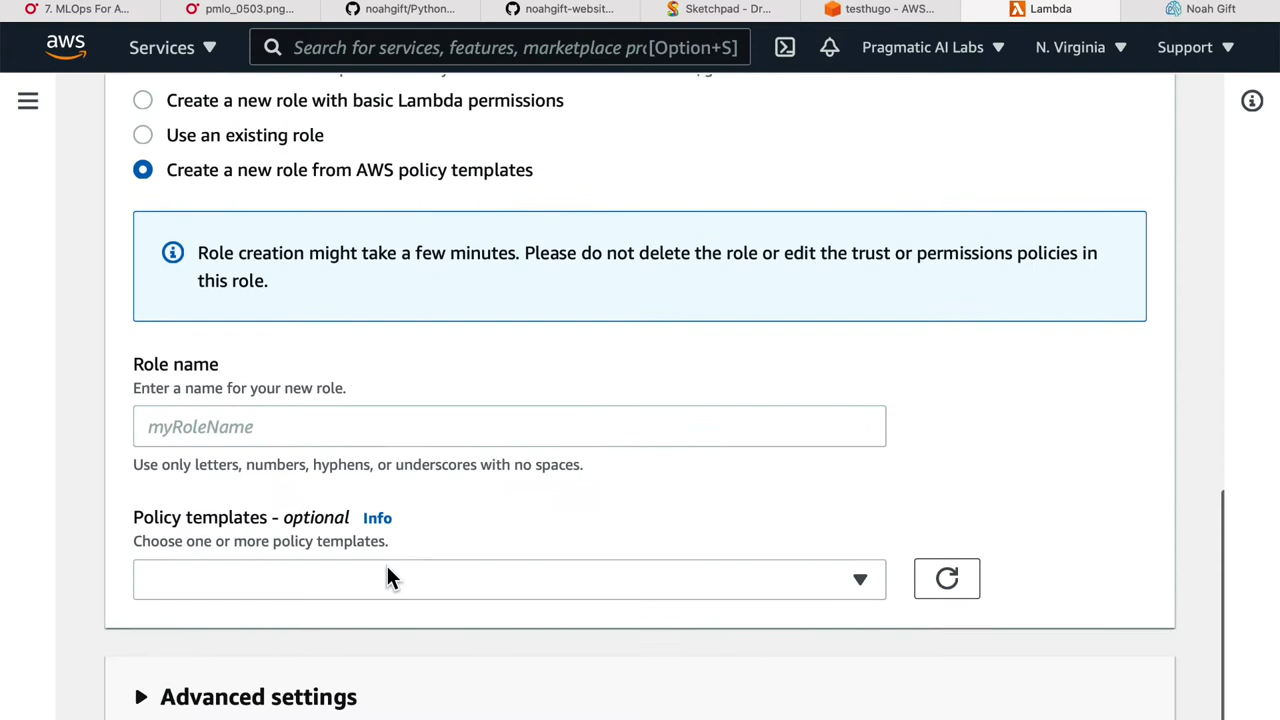 7. MLOps For A...
pmlo_0503.png...
noahgift/Python...
noahgift-websit...
Sketchpad - Dr...
testhugo - AWS...
Lambda
Noah Gift
aws
Services
Search for services, features, marketplace pr
[Option+S]
Pragmatic AI Labs
N. Virginia
Support
Create a new role with basic Lambda permissions
Use an existing role
Create a new role from AWS policy templates
Role creation might take a few minutes. Please do not delete the role or edit the trust or permissions policies in
this role.
Role name
Enter a name for your new role.
myRoleName
Use only letters, numbers, hyphens, or underscores with no spaces.
Policy templates - optional Info
Choose one or more policy templates.
Advanced settings